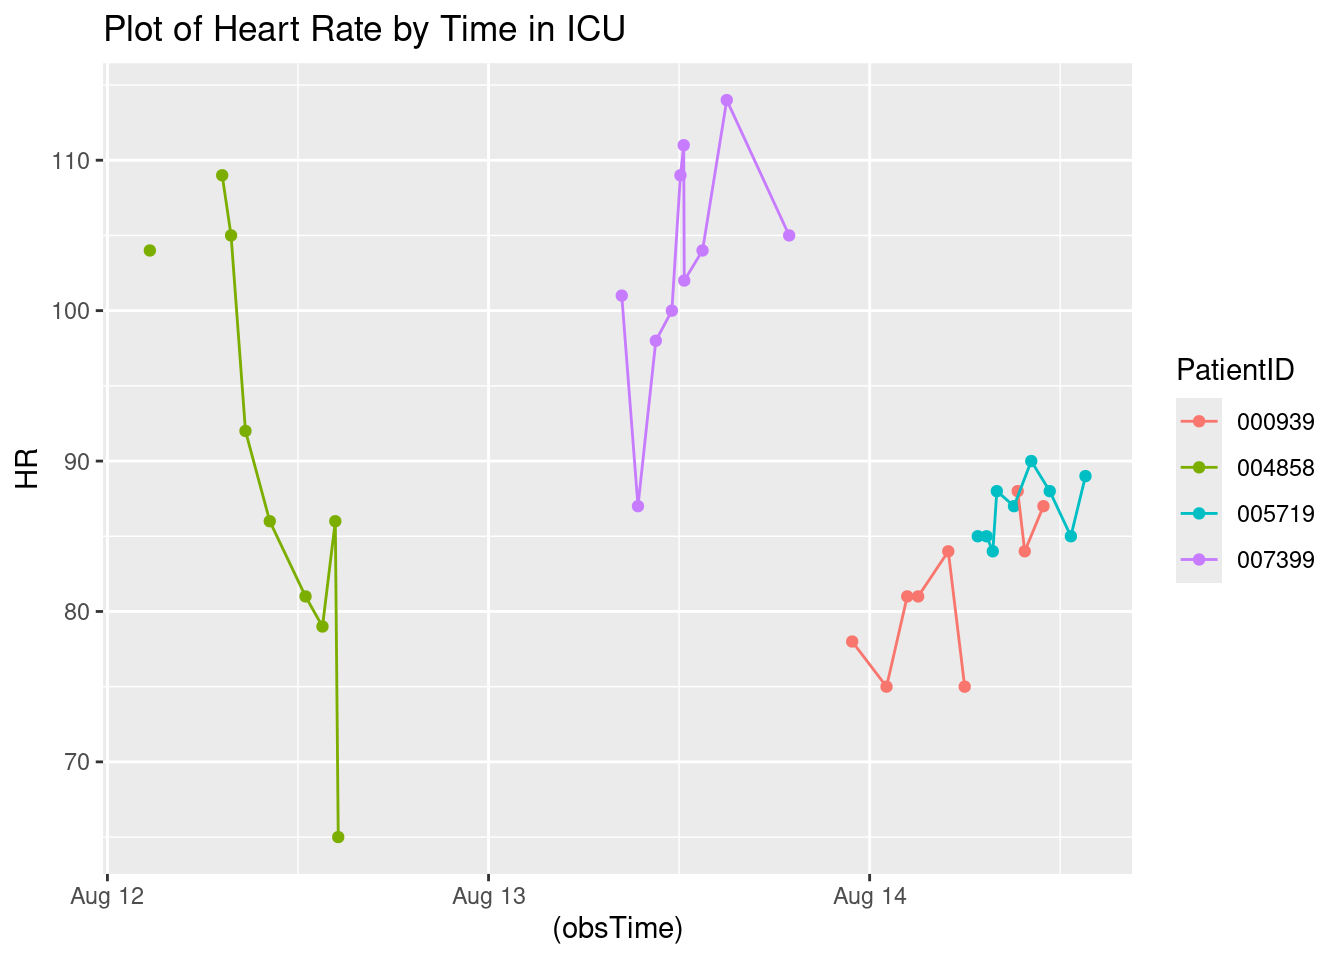 Plot of Heart Rate by Time in ICU
110
100
90
80
70
HR
Aug 12
Aug 13
Aug 14
(obsTime)
PatientID
000939
004858
005719
007399